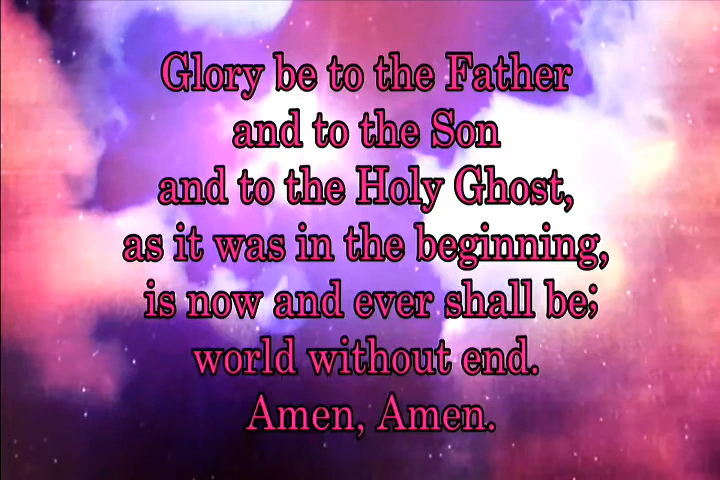 Glory be to the Father
and to the Son
and to the Holy Ghost,
as it was in the beginning,
is now and ever shall be;
world without end.
Amen, Amen.